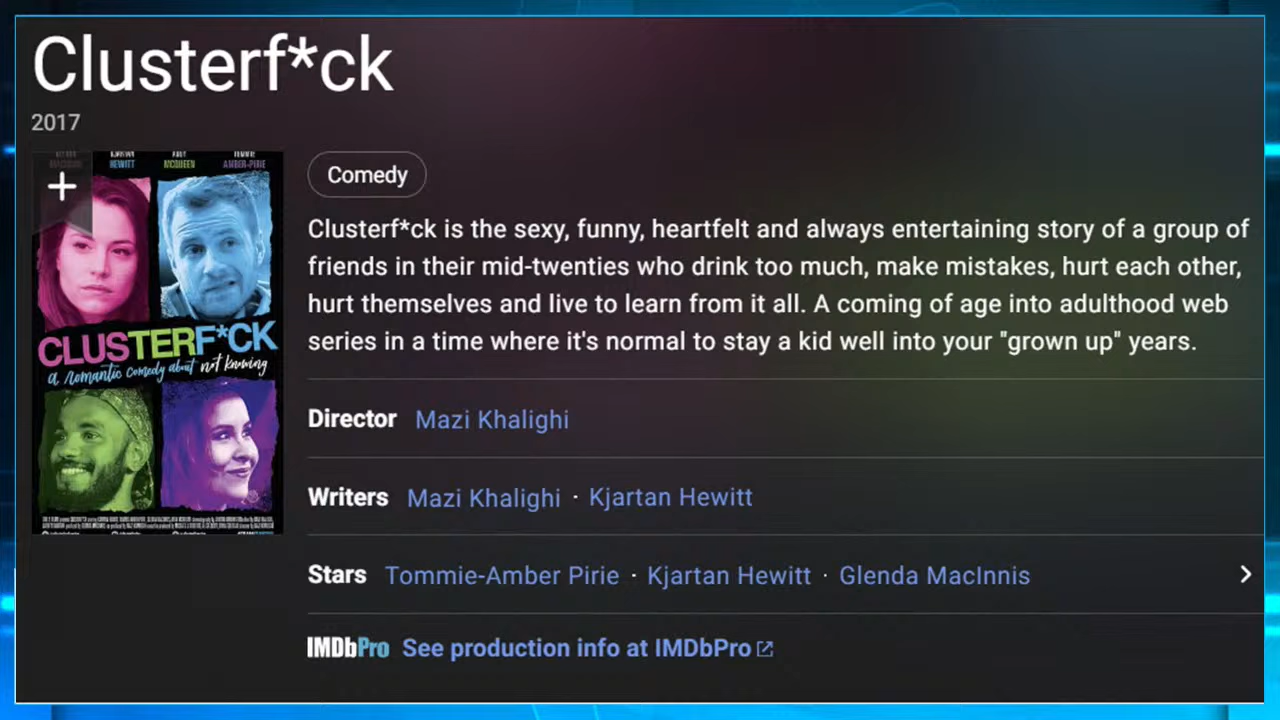 Clusterf*ck
2017
HEWITT MCQUEEN AMBER-PIRIE
CLUSTERF*CK
a romantic comedy about not knowing
Comedy
Clusterf*ck is the sexy, funny, heartfelt and always entertaining story of a group of
friends in their mid-twenties who drink too much, make mistakes, hurt each other,
hurt themselves and live to learn from it all. A coming of age into adulthood web
series in a time where it's normal to stay a kid well into your "grown up" years.
Director Mazi Khalighi
Writers Mazi Khalighi · Kjartan Hewitt
Stars Tommie-Amber Pirie · Kjartan Hewitt · Glenda MacInnis
IMDbPro See production info at IMDbPro